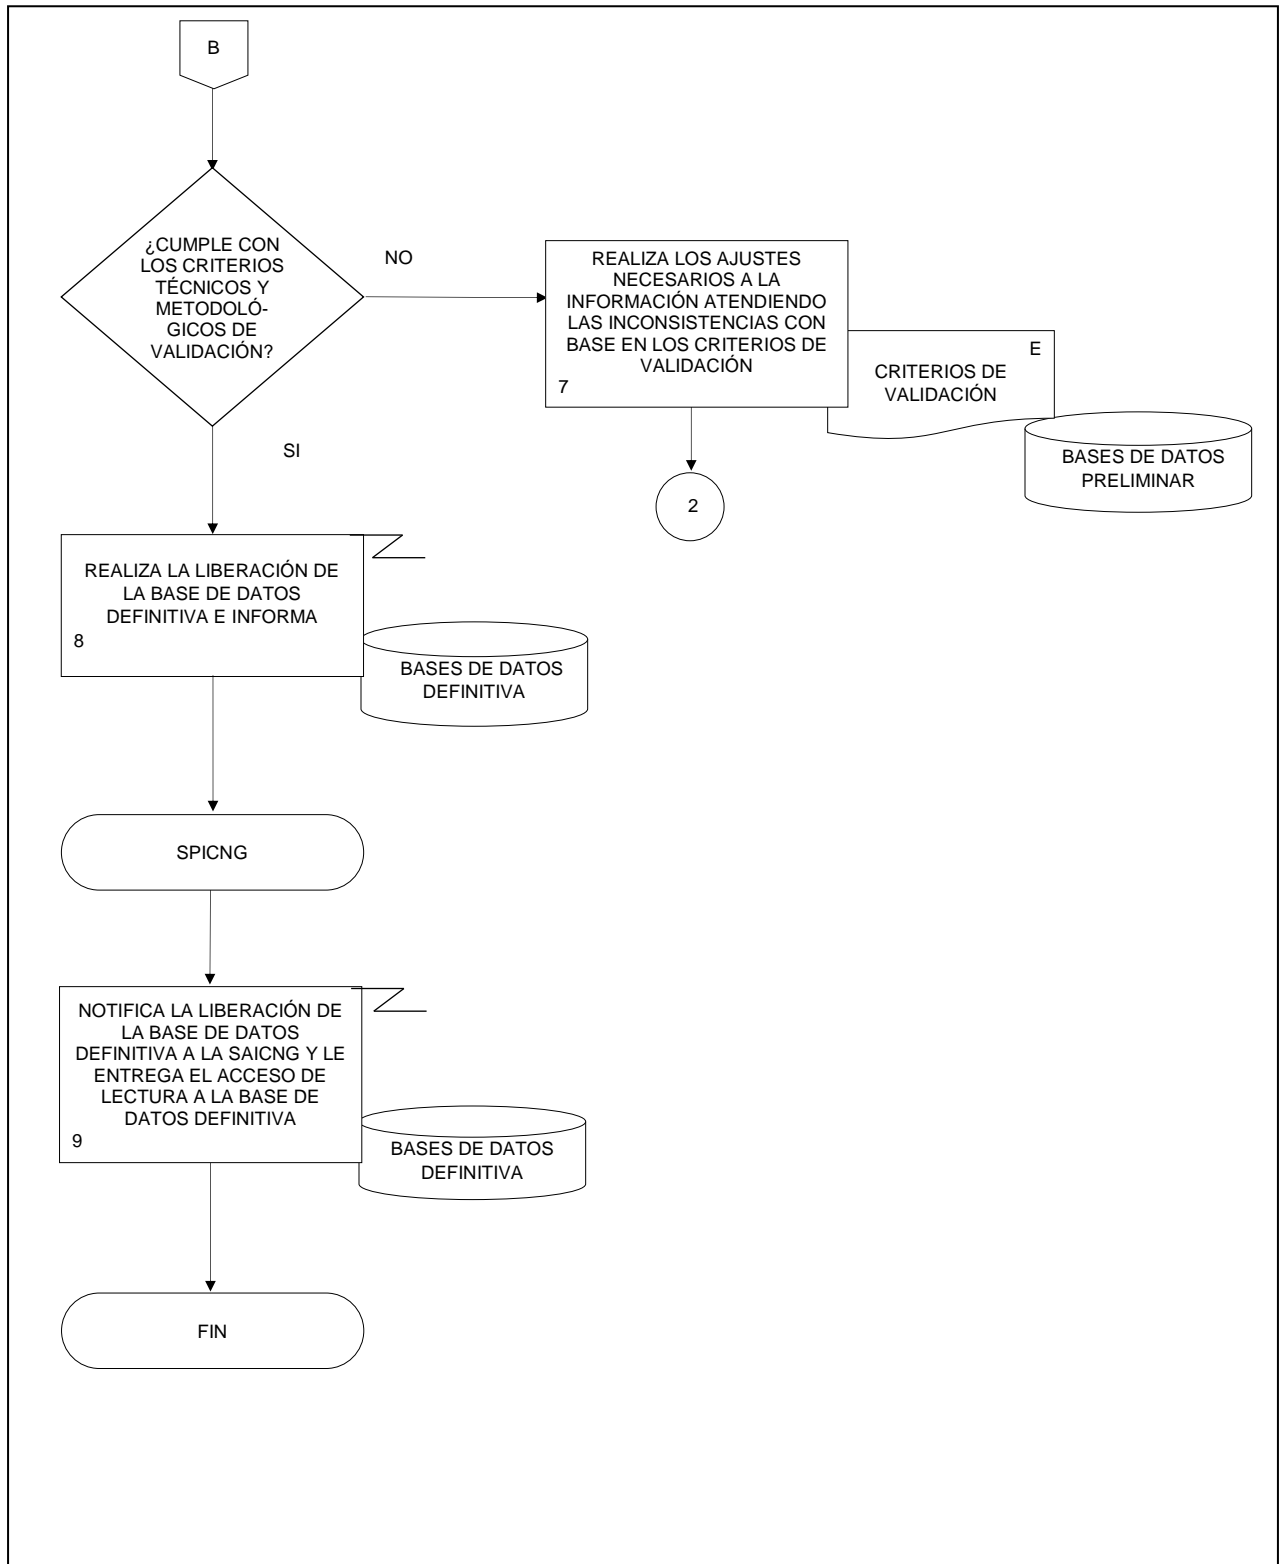 B
¿CUMPLE CON
LOS CRITERIOS
TÉCNICOS Y
METODOLÓ-
GICOS DE
VALIDACIÓN?
NO
REALIZA LOS AJUSTES
NECESARIOS A LA
INFORMACIÓN ATENDIENDO
LAS INCONSISTENCIAS CON
BASE EN LOS CRITERIOS DE
VALIDACIÓN
7
E
CRITERIOS DE
VALIDACIÓN
BASES DE DATOS
PRELIMINAR
2
SI
REALIZA LA LIBERACIÓN DE
LA BASE DE DATOS
DEFINITIVA E INFORMA
8
BASES DE DATOS
DEFINITIVA
SPICNG
NOTIFICA LA LIBERACIÓN DE
LA BASE DE DATOS
DEFINITIVA A LA SAICNG Y LE
ENTREGA EL ACCESO DE
LECTURA A LA BASE DE
DATOS DEFINITIVA
9
BASES DE DATOS
DEFINITIVA
FIN